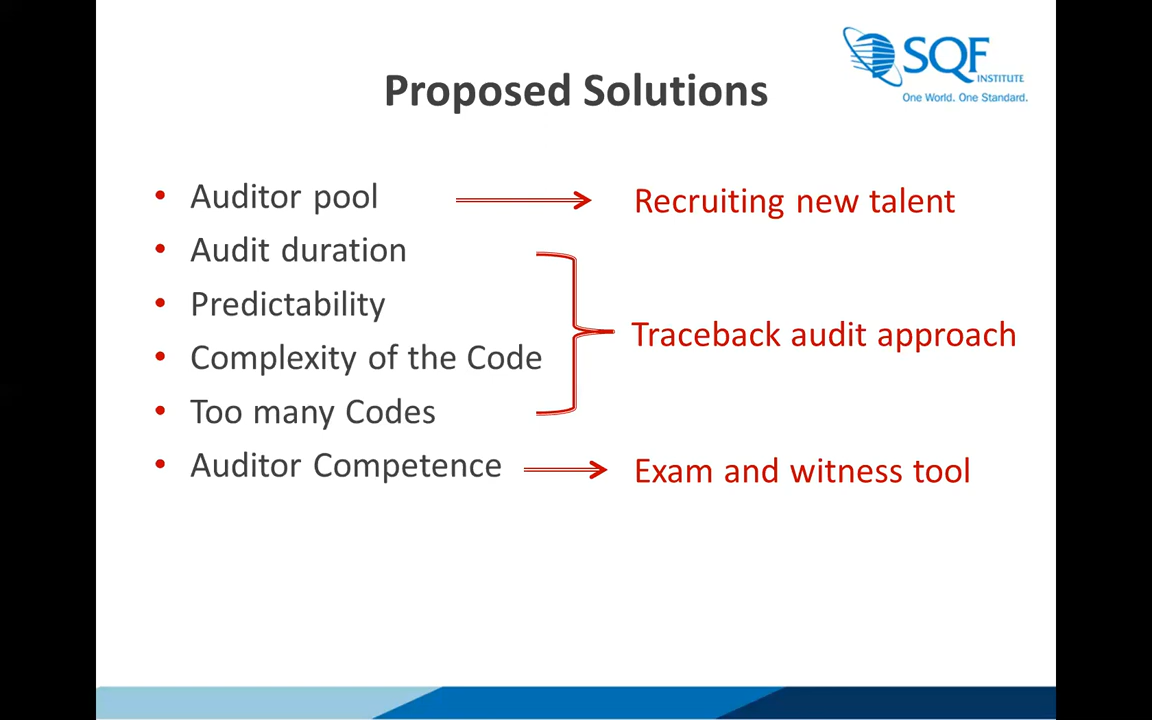 SQF
INSTITUTE
One World. One Standard.
Proposed Solutions
• Auditor pool
Recruiting new talent
• Audit duration
• Predictability
Traceback audit approach
• Complexity of the Code
• Too many Codes
• Auditor Competence
Exam and witness tool